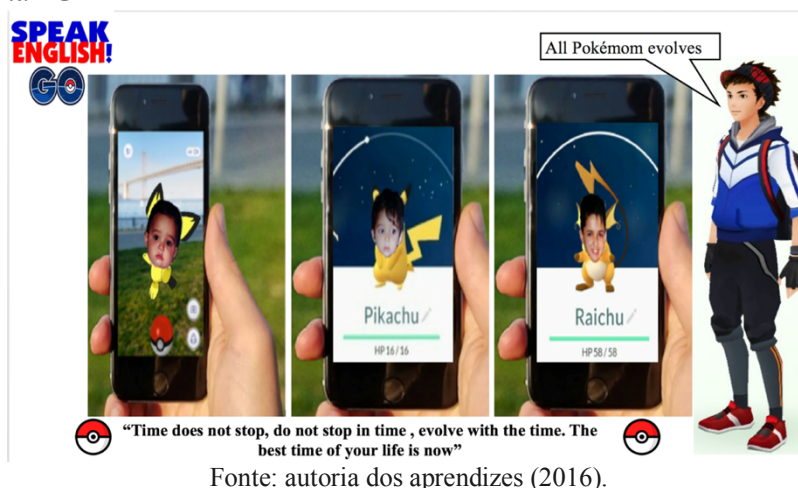 SPEAK
ENGLISH!
GO
All Pokémom evolves
Pikachu
HP 16 / 16
Raichu
HP 58 / 58
“Time does not stop, do not stop in time , evolve with the time. The
best time of your life is now”
Fonte: autoria dos aprendizes (2016).